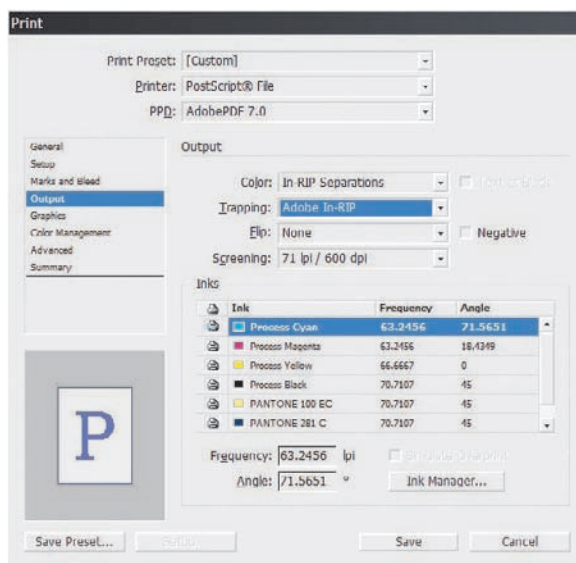 Print
Print Preset: [Custom]
Printer: PostScript® File
PPD: AdobePDF 7.0
General
Setup
Marks and Bleed
Output
Graphics
Color Management
Advanced
Summary
Output
Color: In-RIP Separations
Trapping: Adobe In-RIP
Flip: None
Negative
Screening: 71 lpi / 600 dpi
Inks
Ink Frequency Angle
Process Cyan 63.2456 71.5651
Process Magenta 63.2456 18.4349
Process Yellow 66.6667 0
Process Black 70.7107 45
PANTONE 100 EC 70.7107 45
PANTONE 281 C 70.7107 45
Frequency: 63.2456 lpi
Simulate Overprint
Angle: 71.5651 °
Ink Manager...
P
Save Preset...
Setup...
Save
Cancel